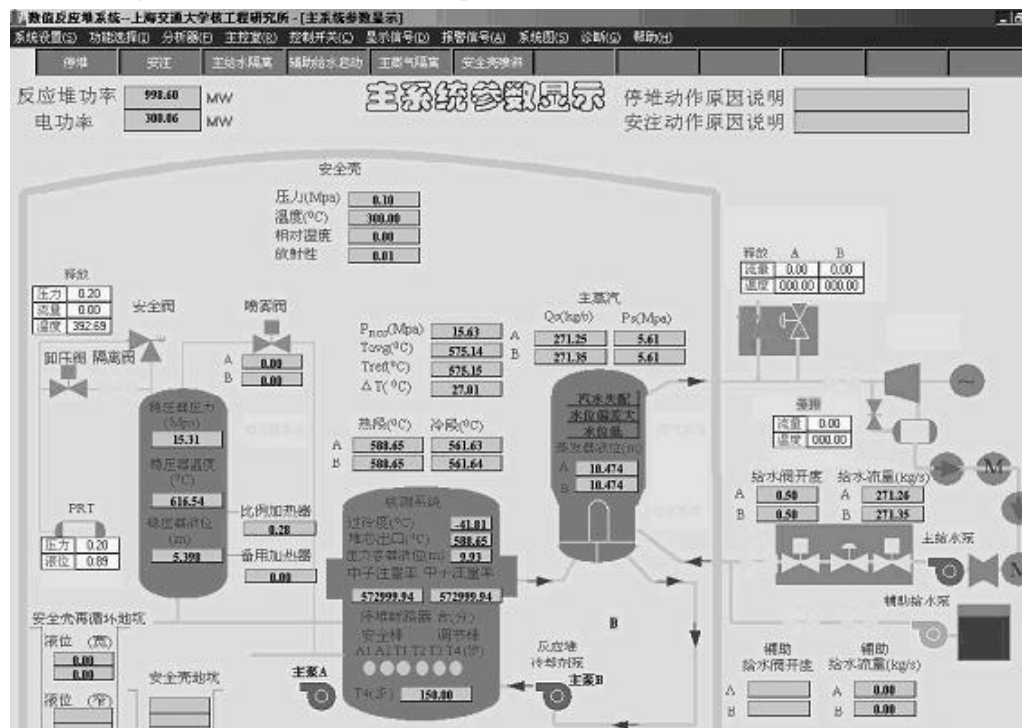 数值反应堆系统--上海交通大学核工程研究所 - [主系统参数显示]
系统设置(S) 功能选择(I) 分析器(F) 主控室(R) 控制开关(C) 显示信号(D) 报警信号(A) 系统图(S) 诊断(G) 帮助(H)
停堆 安注 主给水隔离 辅助给水启动 主蒸气隔离 安全壳喷淋
反应堆功率 998.60 MW
电功率 300.06 MW
主系统参数显示
停堆动作原因说明
安注动作原因说明
安全壳
压力(Mpa) 0.10
温度(°C) 300.00
相对湿度 0.00
放射性 0.01
释放
压力 0.20
流量 0.00
温度 392.69
安全阀
喷雾阀
卸压阀 隔离阀
A 0.00
B 0.00
(Mpa) 15.63
Tavg(°C) 575.14
Tref(°C) 575.15
ΔT(°C) 27.01
热段(°C) 冷段(°C)
A 588.65 561.63
B 588.65 561.64
主蒸汽
Qs(kg/s) Ps(Mpa)
A 271.25 5.61
B 271.35 5.61
释放 A B
流量 0.00 0.00
温度 000.00 000.00
稳压器压力
(Mpa)
15.31
稳压器温度
(°C)
616.54
稳压器液位
(m)
5.398
比例加热器
0.28
备用加热器
0.00
PRT
压力 0.20
液位 0.89
汽水失配
水位偏差大
水位低
蒸发器液位(m)
A 10.474
B 10.474
流量 0.00
温度 000.00
M
给水阀开度 给水流量(kg/s)
A 0.50 A 271.26
B 0.50 B 271.35
主给水泵
M
辅助给水泵
过冷度(°C) -41.81
堆芯出口(°C) 588.65
压力容器液位(m) 9.93
中子注量率 中子注量率
572999.94 572999.94
停堆断路器 合(分)
安全棒 调节棒
A1 A2 T1 T2 T3 T4
T4 150.00
主泵A
反应堆
冷却剂泵
主泵B
B
安全壳再循环地坑
液位 (宽)
0.00
0.00
液位 (窄)
安全壳地坑
辅助
给水阀开度
A
B
辅助
给水流量(kg/s)
A 0.00
B 0.00